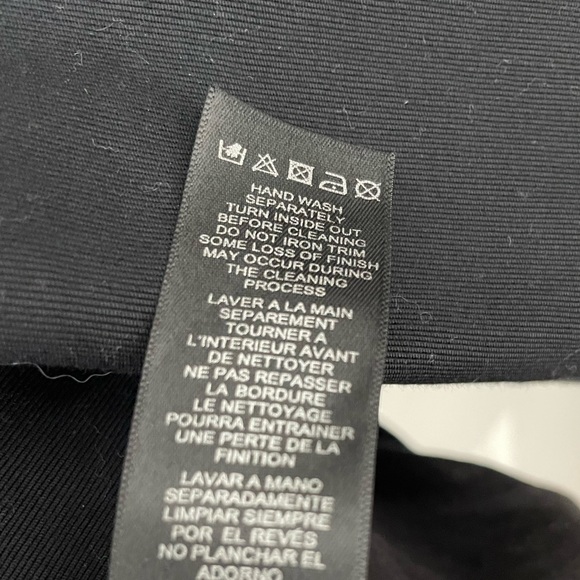 HAND WASH
SEPARATELY
TURN INSIDE OUT
BEFORE CLEANING
DO NOT IRON TRIM
SOME LOSS OF FINISH
MAY OCCUR DURING
THE CLEANING
PROCESS
LAVER A LA MAIN
SEPAREMENT
TOURNER A
L'INTERIEUR AVANT
DE NETTOYER
NE PAS REPASSER
LA BORDURE
LE NETTOYAGE
POURRA ENTRAINER
UNE PERTE DE LA
FINITION
LAVAR A MANO
SEPARADAMENTE
LIMPIAR SIEMPRE
POR EL REVÉS
NO PLANCHAR EL
ADORNO